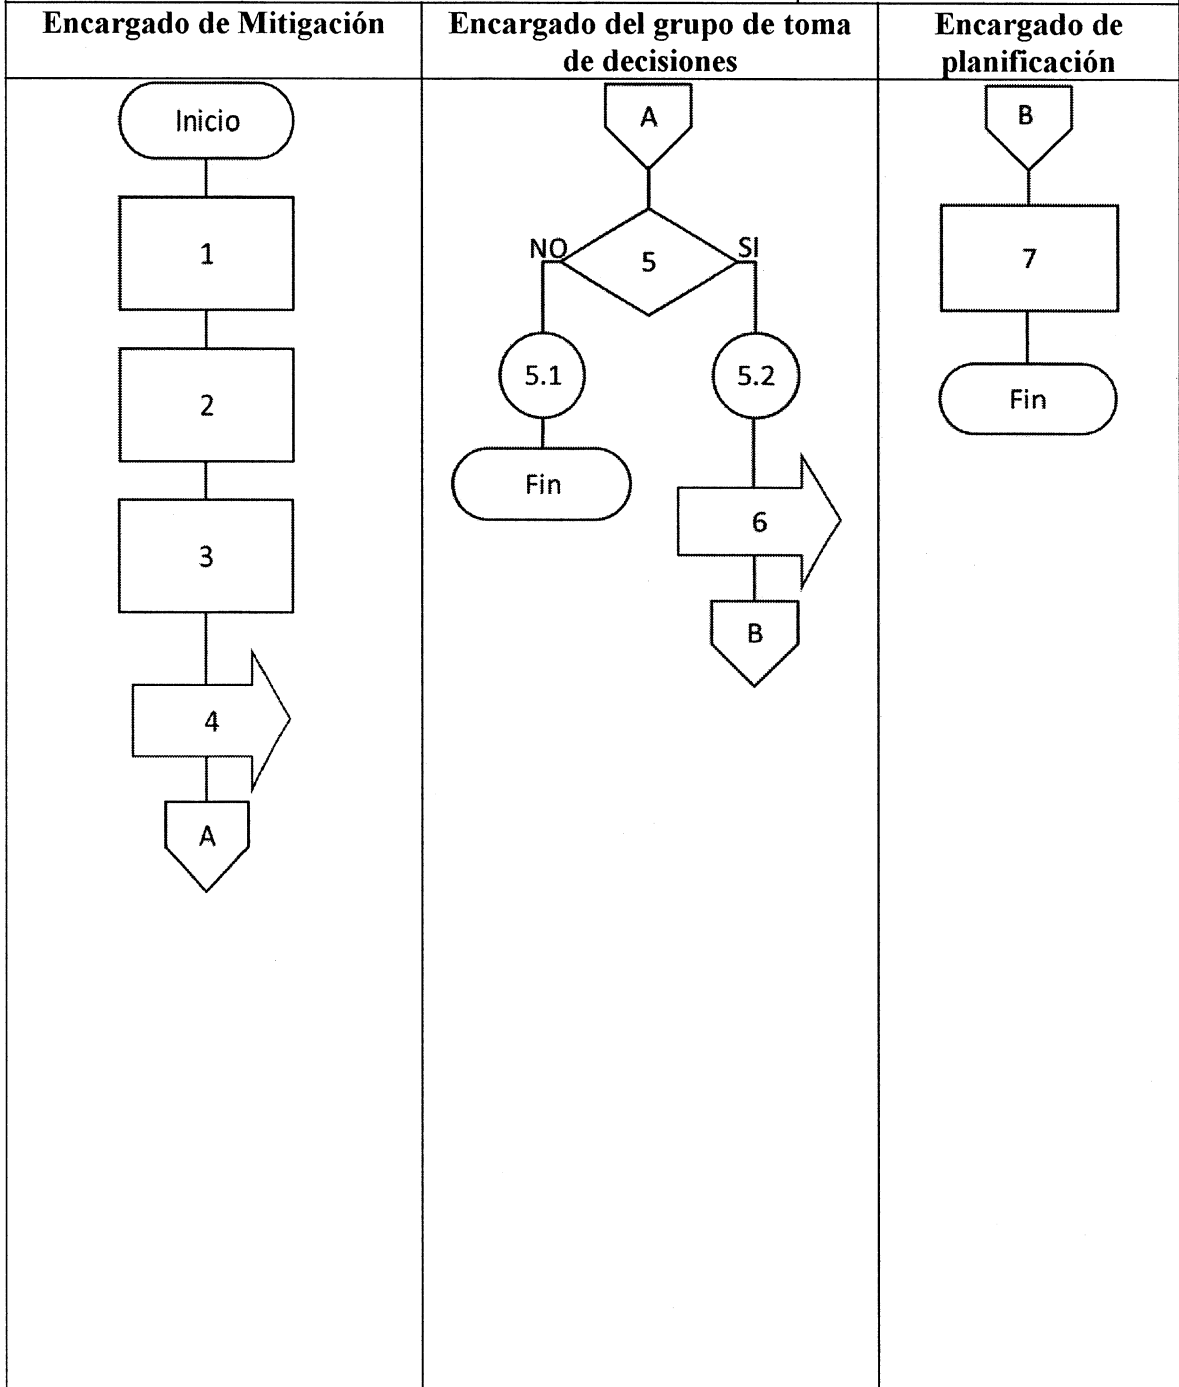 Encargado de Mitigación
Encargado del grupo de toma
de decisiones
Encargado de
planificación
Inicio
1
2
3
4
A
A
5
NO
SI
5.1
5.2
Fin
6
B
B
7
Fin